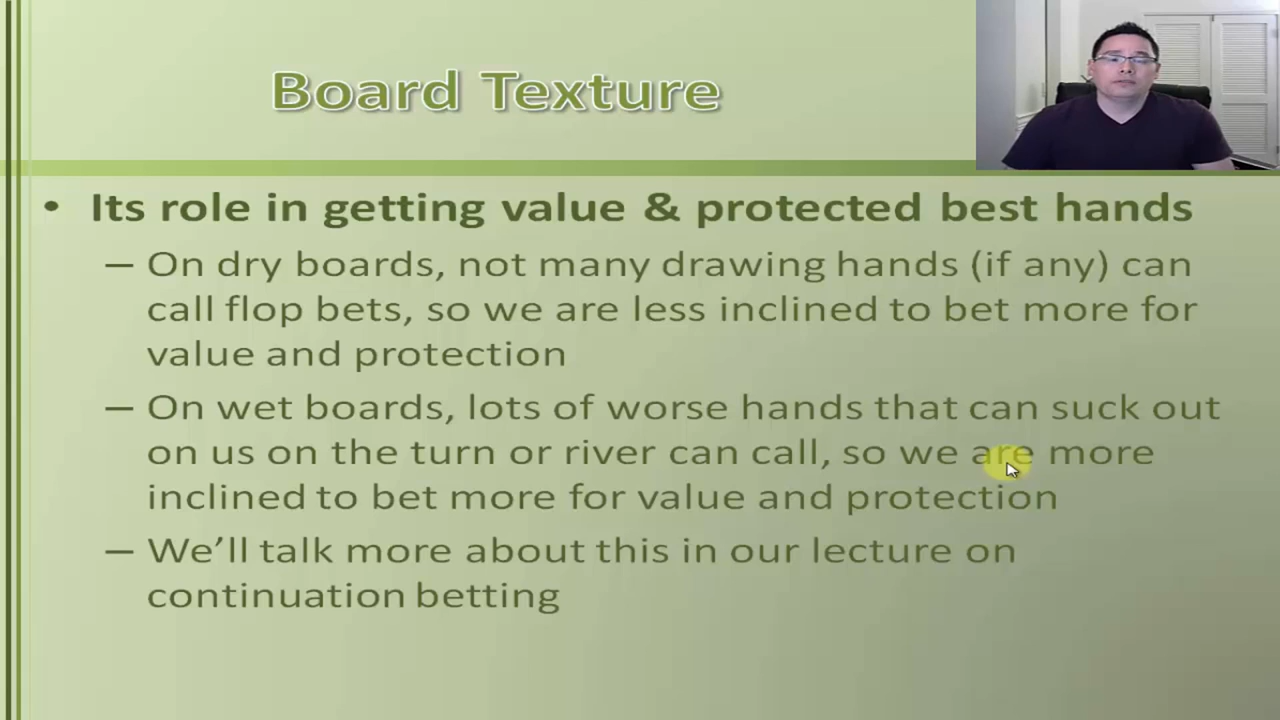 Board Texture
• Its role in getting value & protected best hands
– On dry boards, not many drawing hands (if any) can
call flop bets, so we are less inclined to bet more for
value and protection
– On wet boards, lots of worse hands that can suck out
on us on the turn or river can call, so we are more
inclined to bet more for value and protection
– We’ll talk more about this in our lecture on
continuation betting